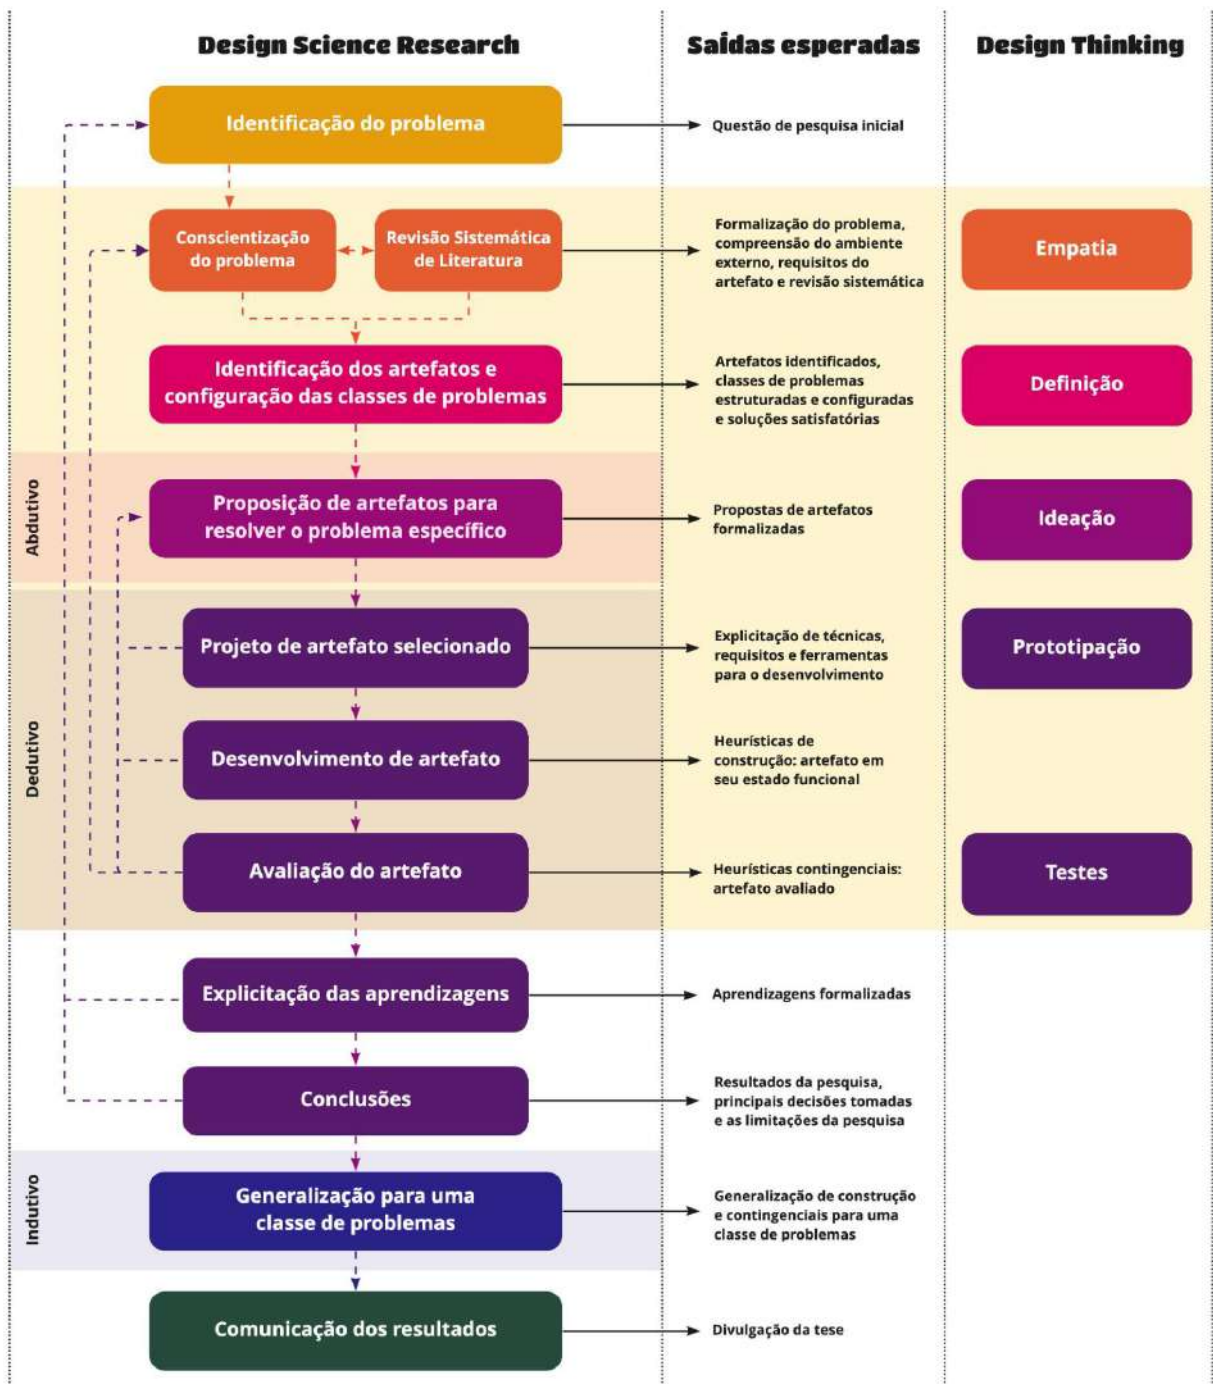 Design Science Research
Saídas esperadas
Design Thinking
Identificação do problema
Questão de pesquisa inicial
Conscientização
do problema
Revisão Sistemática
de Literatura
Formalização do problema,
compreensão do ambiente
externo, requisitos do
artefato e revisão sistemática
Empatia
Identificação dos artefatos e
configuração das classes de problemas
Artefatos identificados,
classes de problemas
estruturadas e configuradas
e soluções satisfatórias
Definição
Abdutivo
Proposição de artefatos para
resolver o problema específico
Propostas de artefatos
formalizadas
Ideação
Dedutivo
Projeto de artefato selecionado
Explicitação de técnicas,
requisitos e ferramentas
para o desenvolvimento
Prototipação
Desenvolvimento de artefato
Heurísticas de
construção: artefato em
seu estado funcional
Avaliação do artefato
Heurísticas contingenciais:
artefato avaliado
Testes
Explicitação das aprendizagens
Aprendizagens formalizadas
Conclusões
Resultados da pesquisa,
principais decisões tomadas
e as limitações da pesquisa
Indutivo
Generalização para uma
classe de problemas
Generalização de construção
e contingenciais para uma
classe de problemas
Comunicação dos resultados
Divulgação da tese